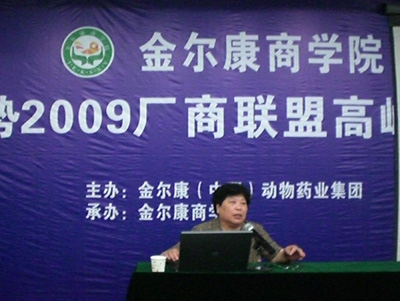 金尔康商学院
势2009厂商联盟高峰
主办：金尔康（中国）动物药业集团
承办：金尔康商学